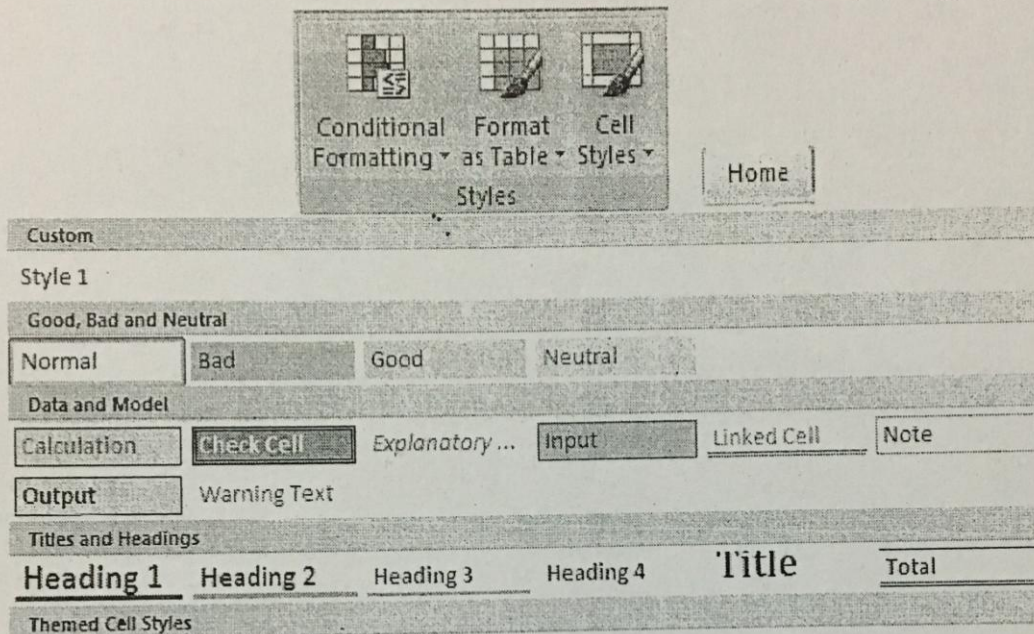 Conditional Format Cell
Formatting as Table Styles
Styles
Home
Custom
Style 1
Good, Bad and Neutral
Normal Bad Good Neutral
Data and Model
Calculation Check Cell Explanatory ... Input Linked Cell Note
Output Warning Text
Titles and Headings
Heading 1 Heading 2 Heading 3 Heading 4 Title Total
Themed Cell Styles